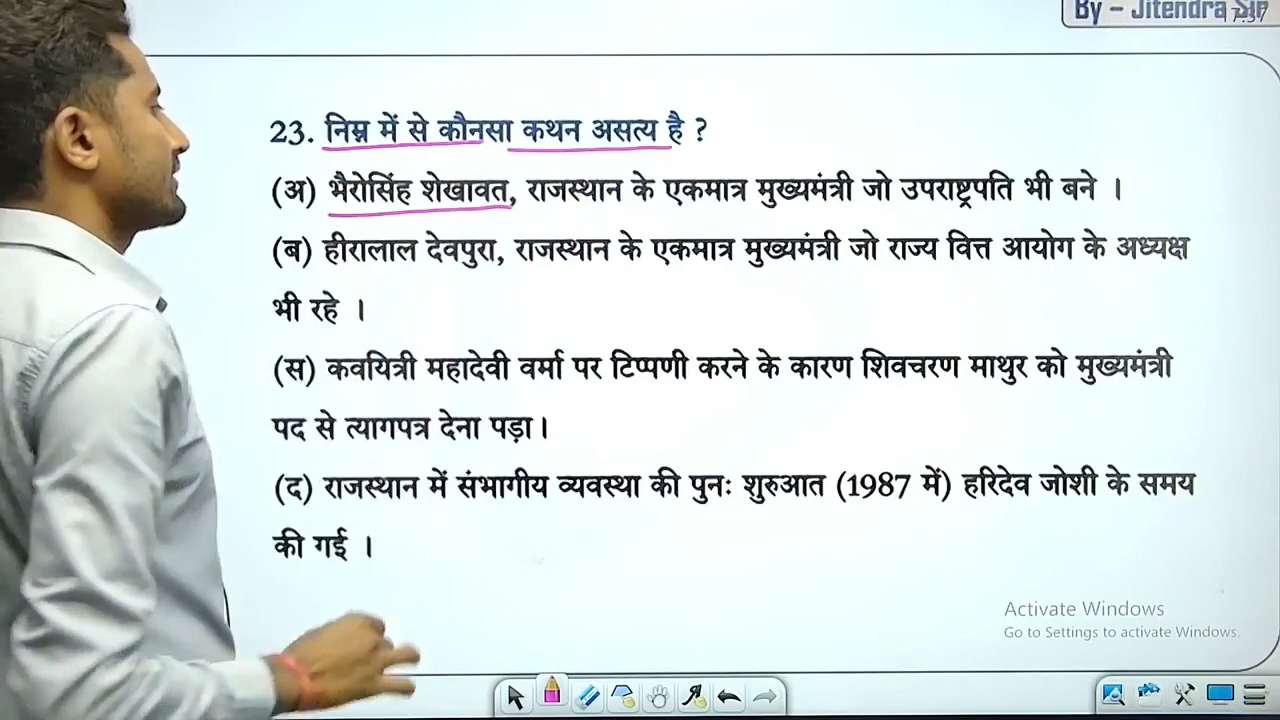 By – Jitendra Sir
17:37
23. निम्न में से कौनसा कथन असत्य है ?
(अ) भैरोसिंह शेखावत, राजस्थान के एकमात्र मुख्यमंत्री जो उपराष्ट्रपति भी बने ।
(ब) हीरालाल देवपुरा, राजस्थान के एकमात्र मुख्यमंत्री जो राज्य वित्त आयोग के अध्यक्ष
भी रहे ।
(स) कवयित्री महादेवी वर्मा पर टिप्पणी करने के कारण शिवचरण माथुर को मुख्यमंत्री
पद से त्यागपत्र देना पड़ा।
(द) राजस्थान में संभागीय व्यवस्था की पुनः शुरुआत (1987 में) हरिदेव जोशी के समय
की गई ।
Activate Windows
Go to Settings to activate Windows.